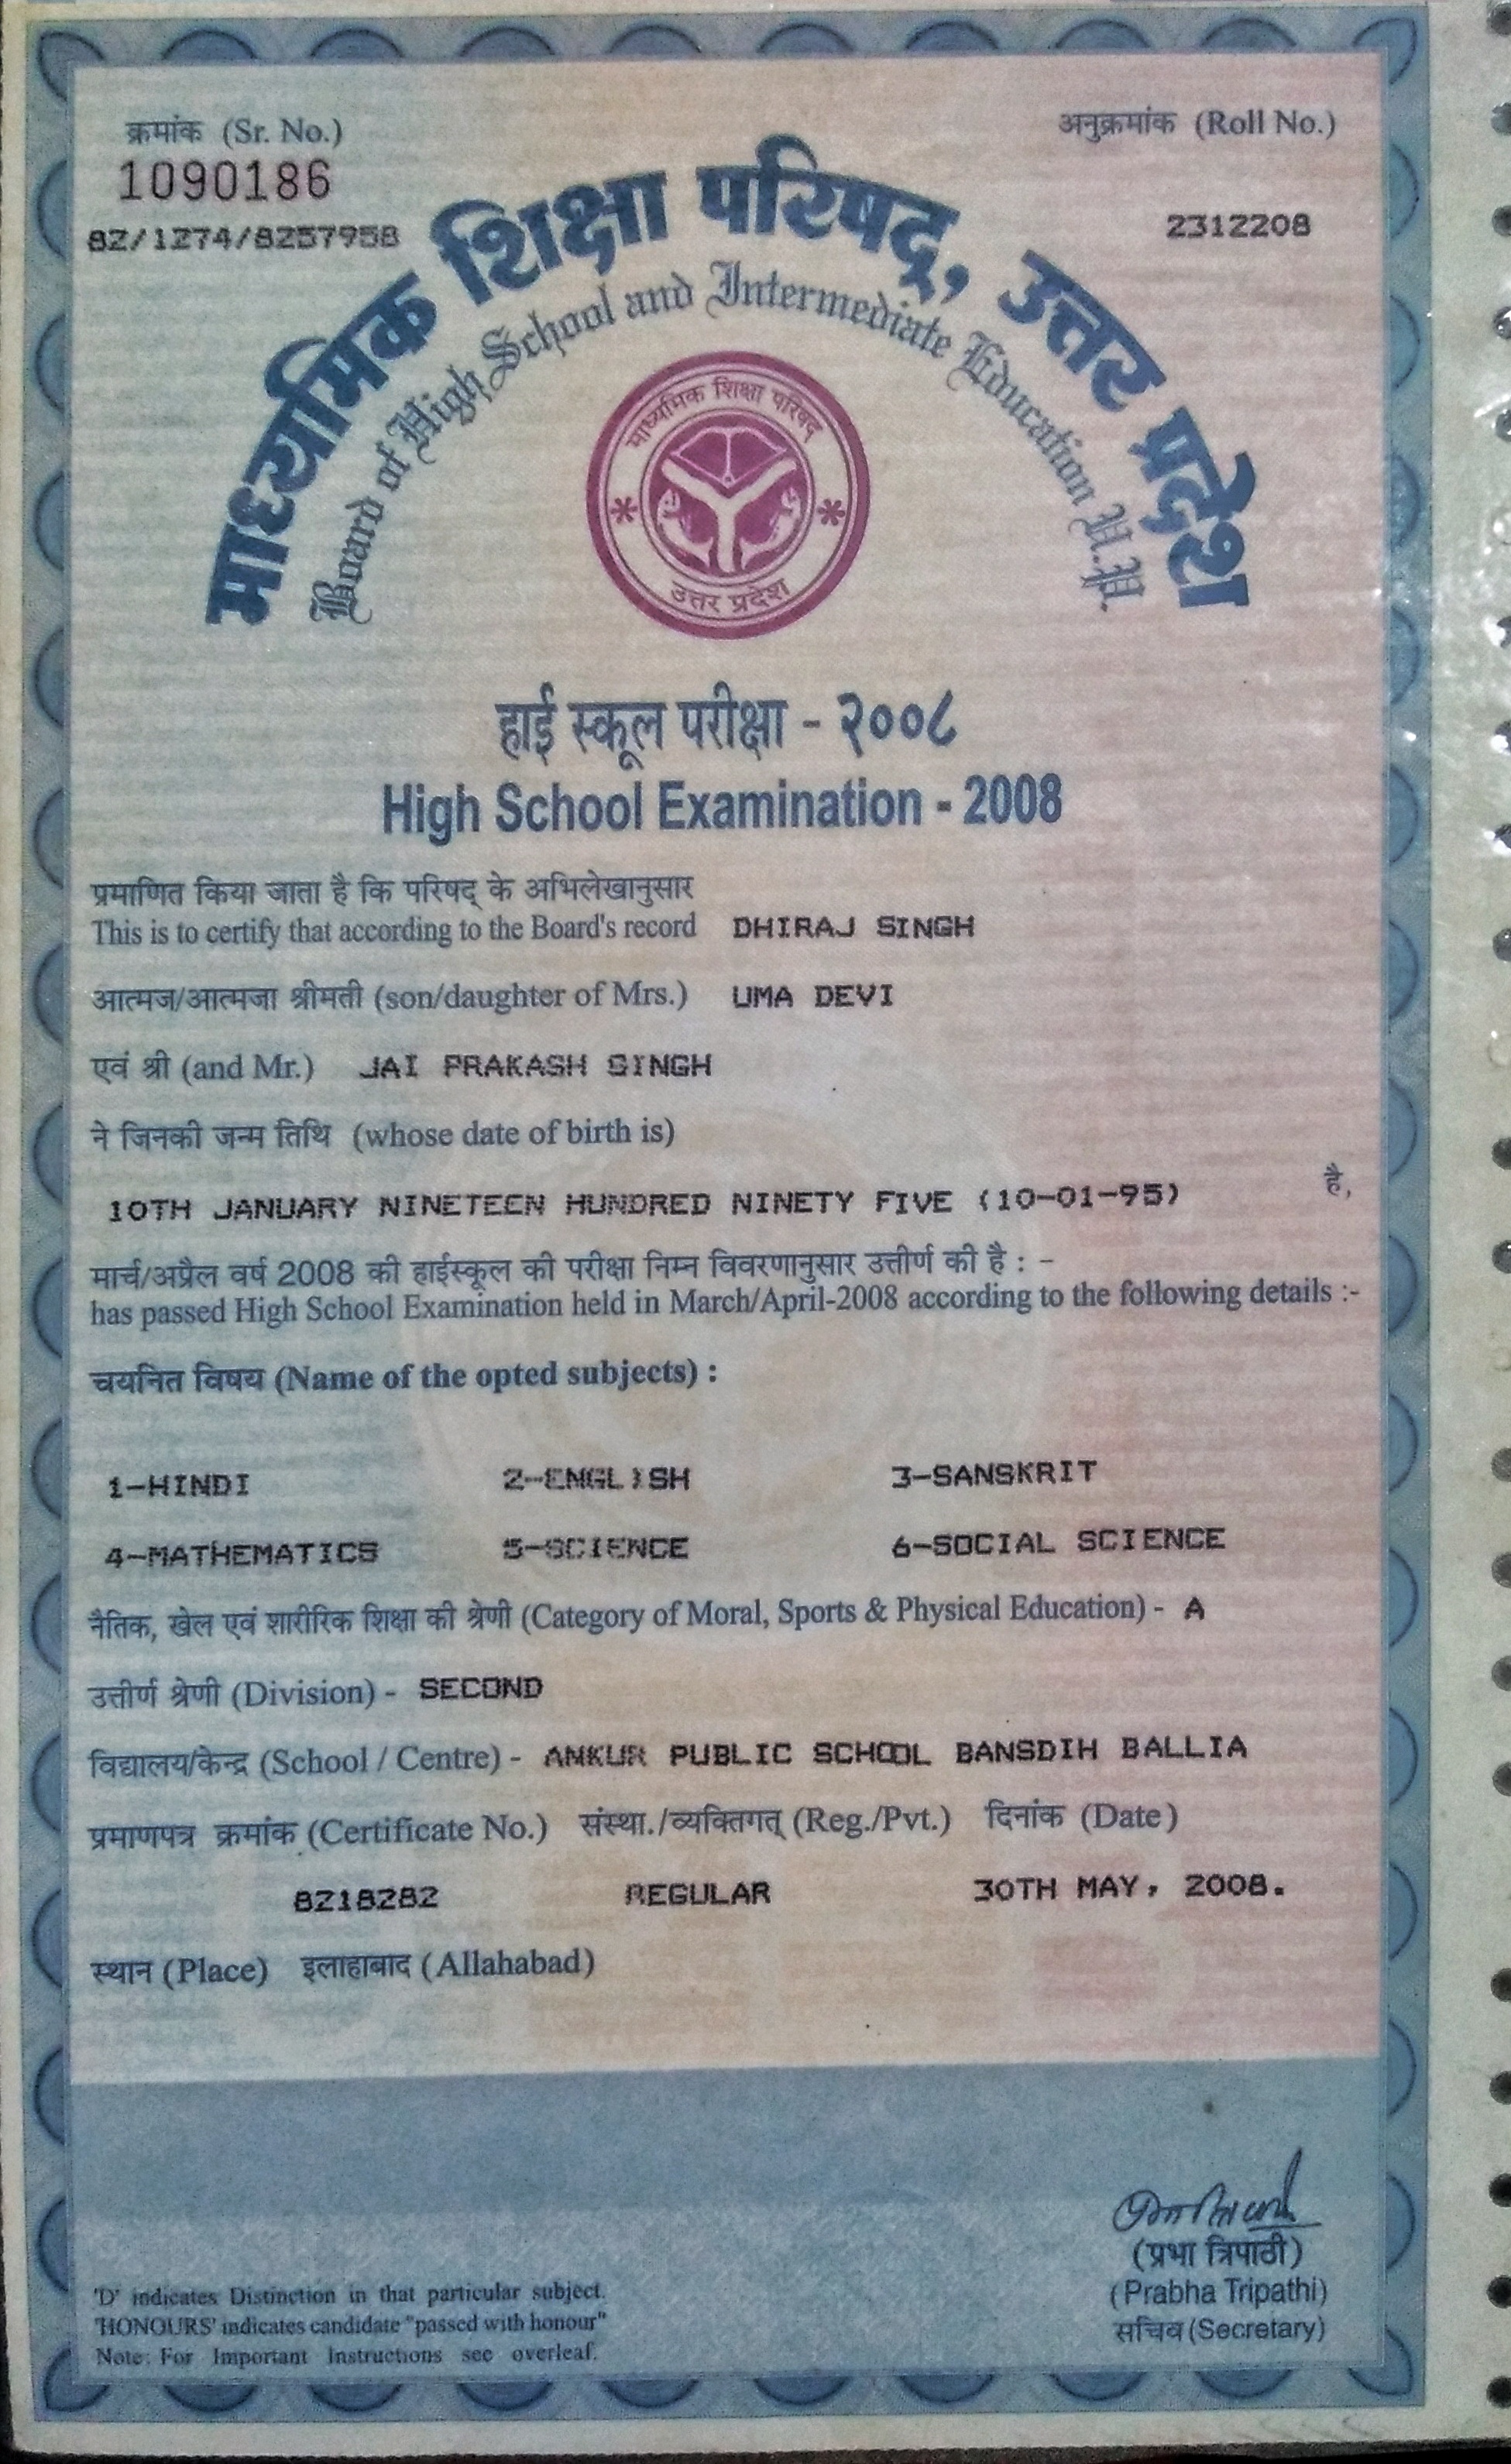 क्रमांक (Sr. No.) अनुक्रमांक (Roll No.)
1090186
82/1274/8257958 2312208
माध्यमिक शिक्षा परिषद्, उत्तर प्रदेश
Board of High School and Intermediate Education U.P.
माध्यमिक शिक्षा परिषद्
उत्तर प्रदेश
हाई स्कूल परीक्षा - २००८
High School Examination - 2008
प्रमाणित किया जाता है कि परिषद् के अभिलेखानुसार
This is to certify that according to the Board's record DHIRAJ SINGH
आत्मज/आत्मजा श्रीमती (son/daughter of Mrs.) UMA DEVI
एवं श्री (and Mr.) JAI PRAKASH SINGH
ने जिनकी जन्म तिथि (whose date of birth is)
10TH JANUARY NINETEEN HUNDRED NINETY FIVE (10-01-95) है,
मार्च/अप्रैल वर्ष 2008 की हाईस्कूल की परीक्षा निम्न विवरणानुसार उत्तीर्ण की है : -
has passed High School Examination held in March/April-2008 according to the following details :-
चयनित विषय (Name of the opted subjects) :
1-HINDI 2-ENGLISH 3-SANSKRIT
4-MATHEMATICS 5-SCIENCE 6-SOCIAL SCIENCE
नैतिक, खेल एवं शारीरिक शिक्षा की श्रेणी (Category of Moral, Sports & Physical Education) - A
उत्तीर्ण श्रेणी (Division) - SECOND
विद्यालय/केन्द्र (School / Centre) - ANKUR PUBLIC SCHOOL BANSDIH BALLIA
प्रमाणपत्र क्रमांक (Certificate No.) संस्था./व्यक्तिगत् (Reg./Pvt.) दिनांक (Date)
8218282 REGULAR 30TH MAY, 2008.
स्थान (Place) इलाहाबाद (Allahabad)
(प्रभा त्रिपाठी)
(Prabha Tripathi)
सचिव (Secretary)
'D' indicates Distinction in that particular subject.
'HONOURS' indicates candidate "passed with honour"
Note: For Important Instructions see overleaf.